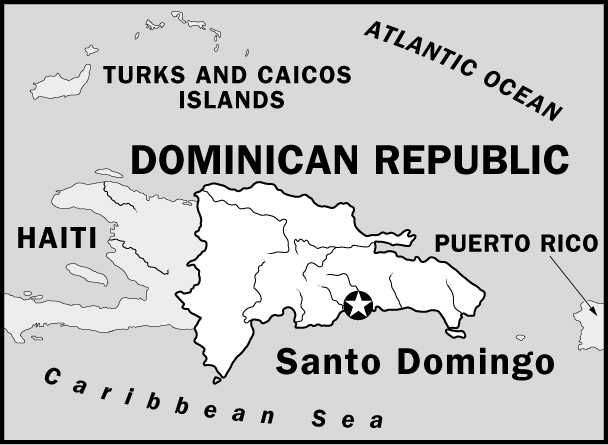 ATLANTIC OCEAN
TURKS AND CAICOS
ISLANDS
DOMINICAN REPUBLIC
HAITI
PUERTO RICO
Santo Domingo
Caribbean Sea